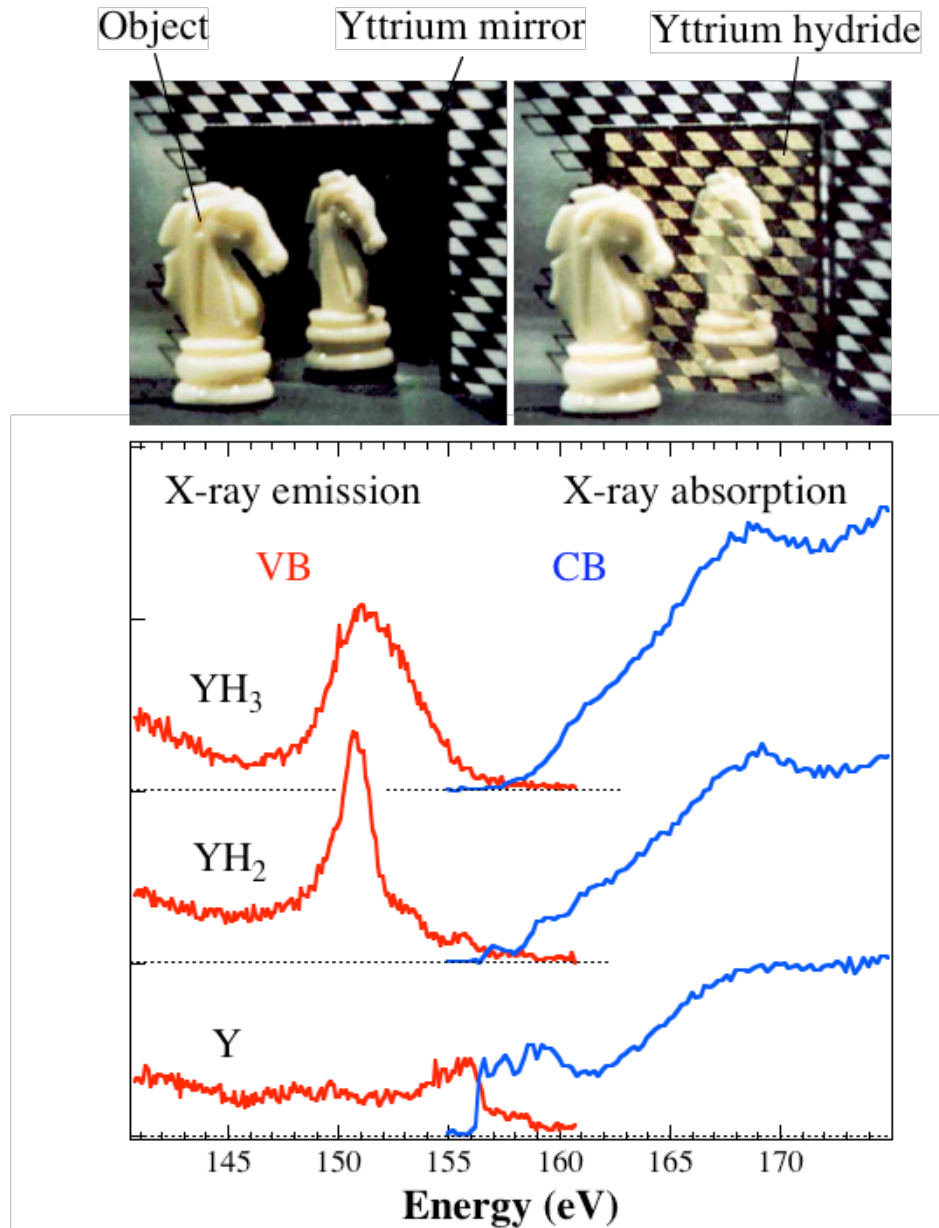 Object
Yttrium mirror
Yttrium hydride
X-ray emission
X-ray absorption
VB
CB
YH3
YH2
Y
145 150 155 160 165 170
Energy (eV)